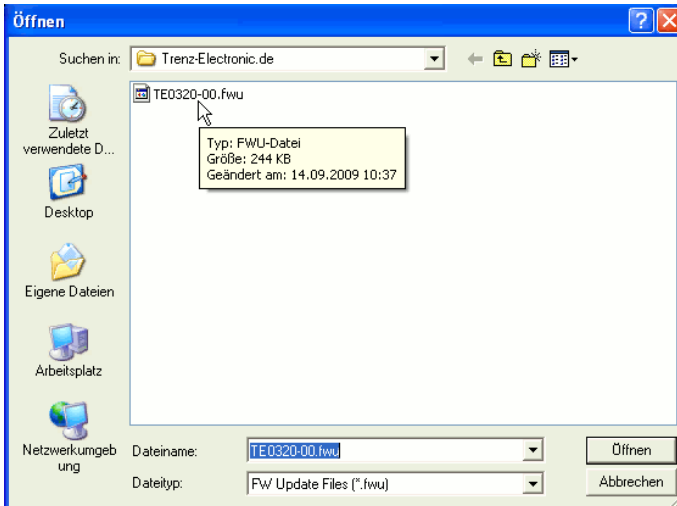 Öffnen
Suchen in:
Trenz-Electronic.de
TE0320-00.fwu
Typ: FWU-Datei
Größe: 244 KB
Geändert am: 14.09.2009 10:37
Zuletzt
verwendete D...
Desktop
Eigene Dateien
Arbeitsplatz
Netzwerkumgeb
ung
Dateiname:
TE0320-00.fwu
Öffnen
Dateityp:
FW Update Files (*.fwu)
Abbrechen